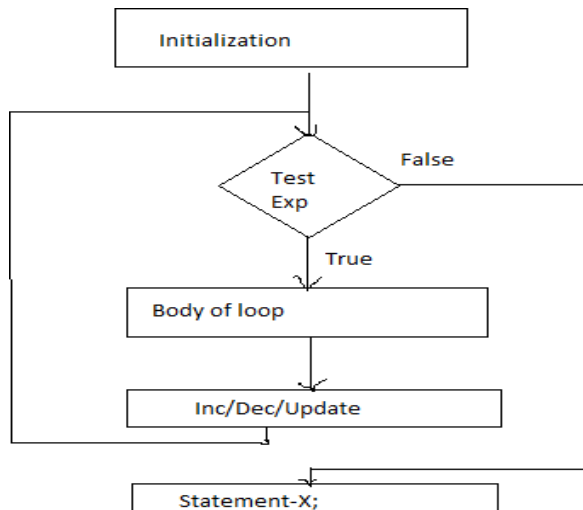 Initialization
False
Test
Exp
True
Body of loop
Inc/Dec/Update
Statement-X;